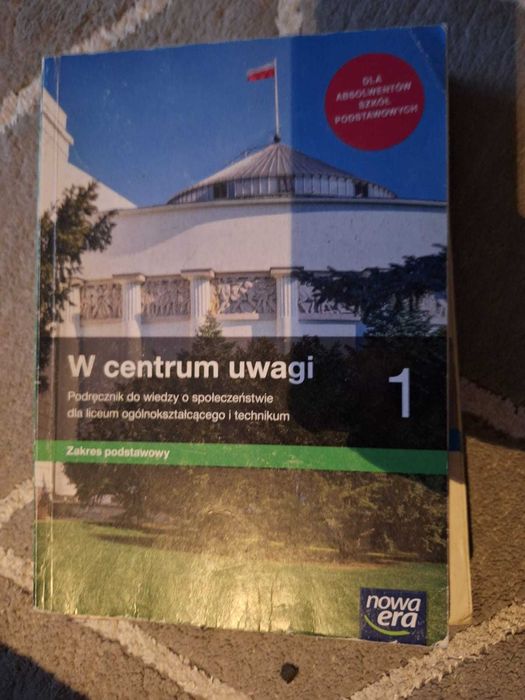 DLA
ABSOLWENTÓW
SZKÓŁ
PODSTAWOWYCH
W centrum uwagi
1
Podręcznik do wiedzy o społeczeństwie
dla liceum ogólnokształcącego i technikum
Zakres podstawowy
nowa
era